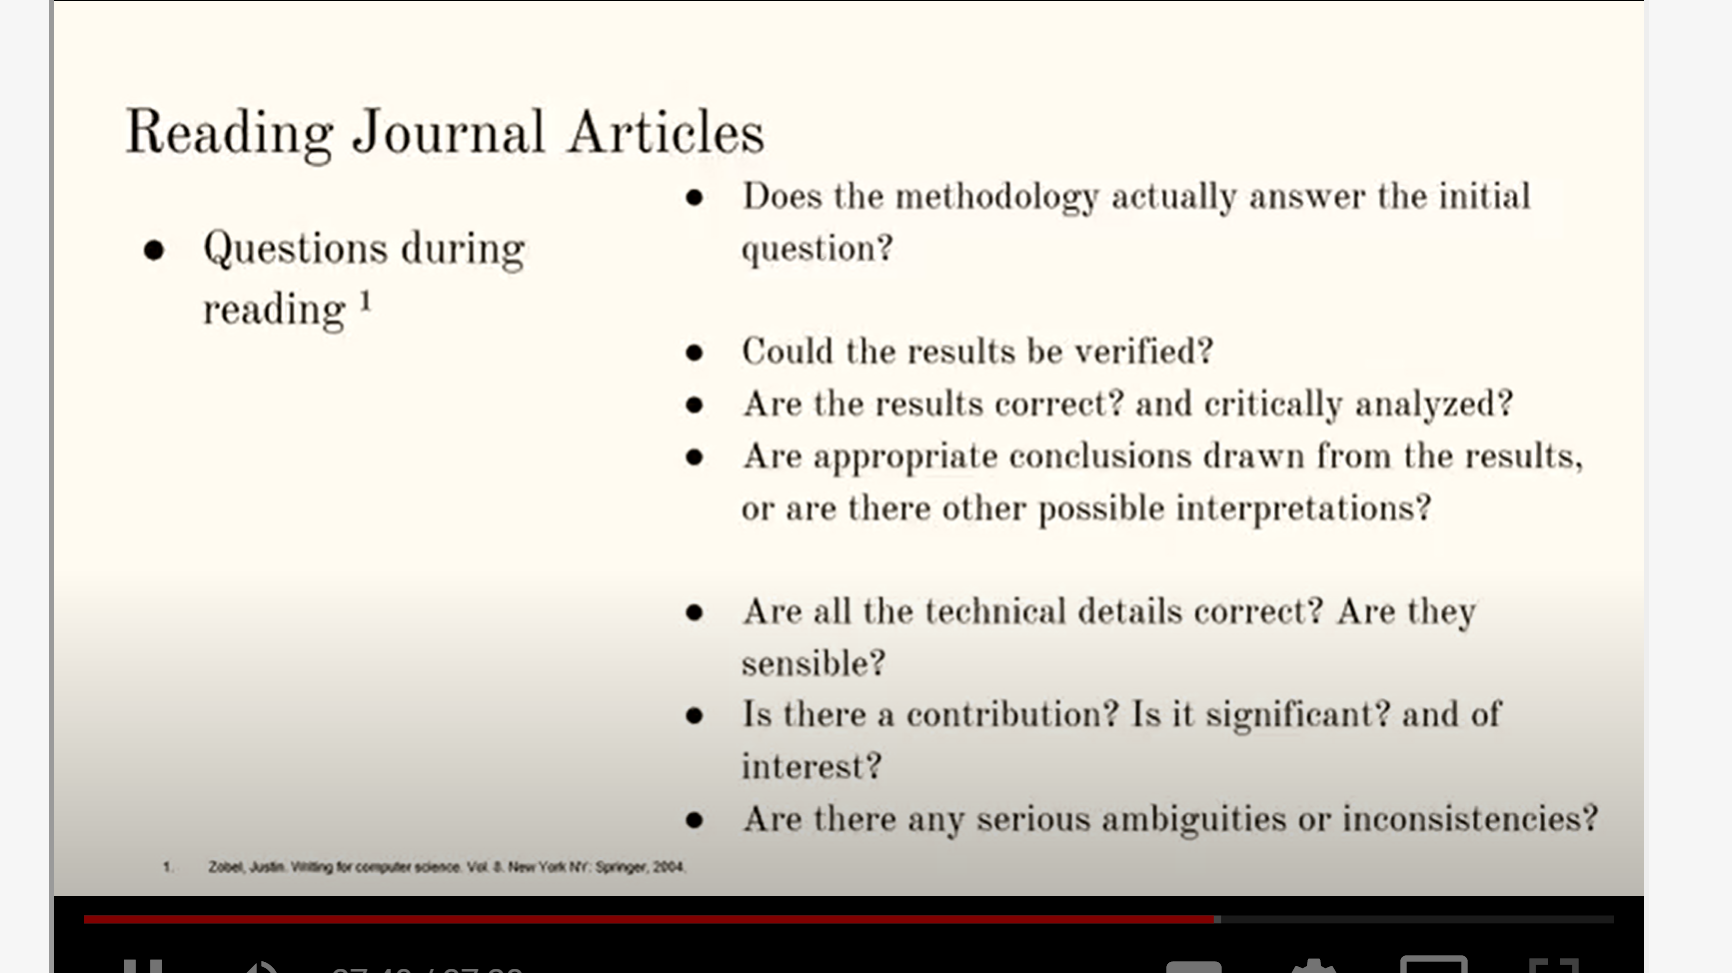 Reading Journal Articles
● Questions during
reading 1
● Does the methodology actually answer the initial
question?
● Could the results be verified?
● Are the results correct? and critically analyzed?
● Are appropriate conclusions drawn from the results,
or are there other possible interpretations?
● Are all the technical details correct? Are they
sensible?
● Is there a contribution? Is it significant? and of
interest?
● Are there any serious ambiguities or inconsistencies?
1. Zobel, Justin. Writing for computer science. Vol. 8. New York NY: Springer, 2004.